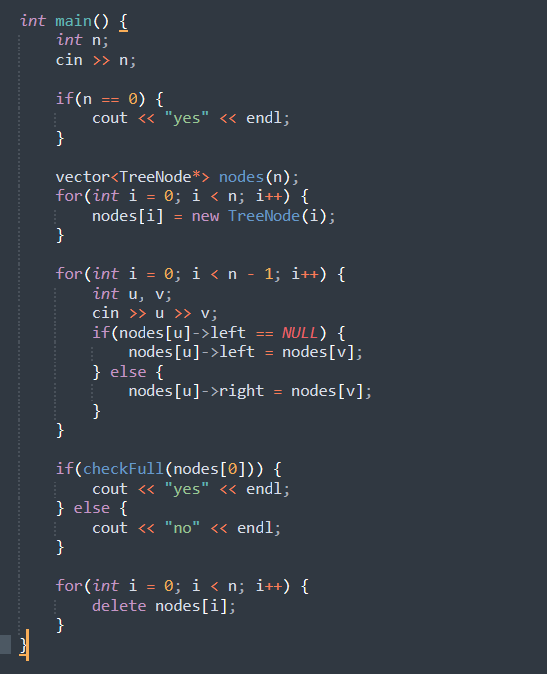 int main() {
    int n;
    cin >> n;

    if(n == 0) {
        cout << "yes" << endl;
    }

    vector<TreeNode*> nodes(n);
    for(int i = 0; i < n; i++) {
        nodes[i] = new TreeNode(i);
    }

    for(int i = 0; i < n - 1; i++) {
        int u, v;
        cin >> u >> v;
        if(nodes[u]->left == NULL) {
            nodes[u]->left = nodes[v];
        } else {
            nodes[u]->right = nodes[v];
        }
    }

    if(checkFull(nodes[0])) {
        cout << "yes" << endl;
    } else {
        cout << "no" << endl;
    }

    for(int i = 0; i < n; i++) {
        delete nodes[i];
    }
}